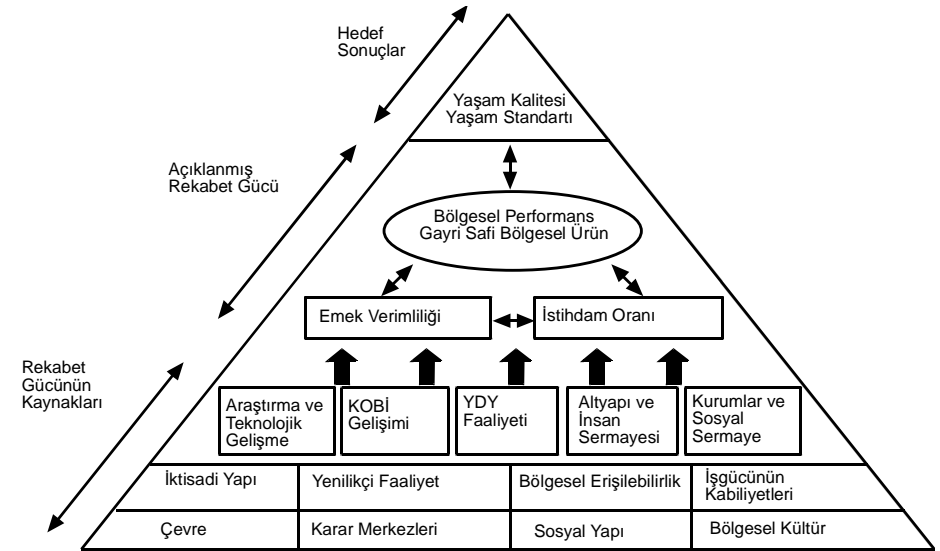 Hedef
Sonuçlar
Yaşam Kalitesi
Yaşam Standartı
Açıklanmış
Rekabet Gücü
Bölgesel Performans
Gayri Safi Bölgesel Ürün
Emek Verimliliği
İstihdam Oranı
Rekabet
Gücünün
Kaynakları
Araştırma ve
Teknolojik
Gelişme
KOBİ
Gelişimi
YDY
Faaliyeti
Altyapı ve
İnsan
Sermayesi
Kurumlar ve
Sosyal
Sermaye
İktisadi Yapı
Yenilikçi Faaliyet
Bölgesel Erişilebilirlik
İşgücünün
Kabiliyetleri
Çevre
Karar Merkezleri
Sosyal Yapı
Bölgesel Kültür